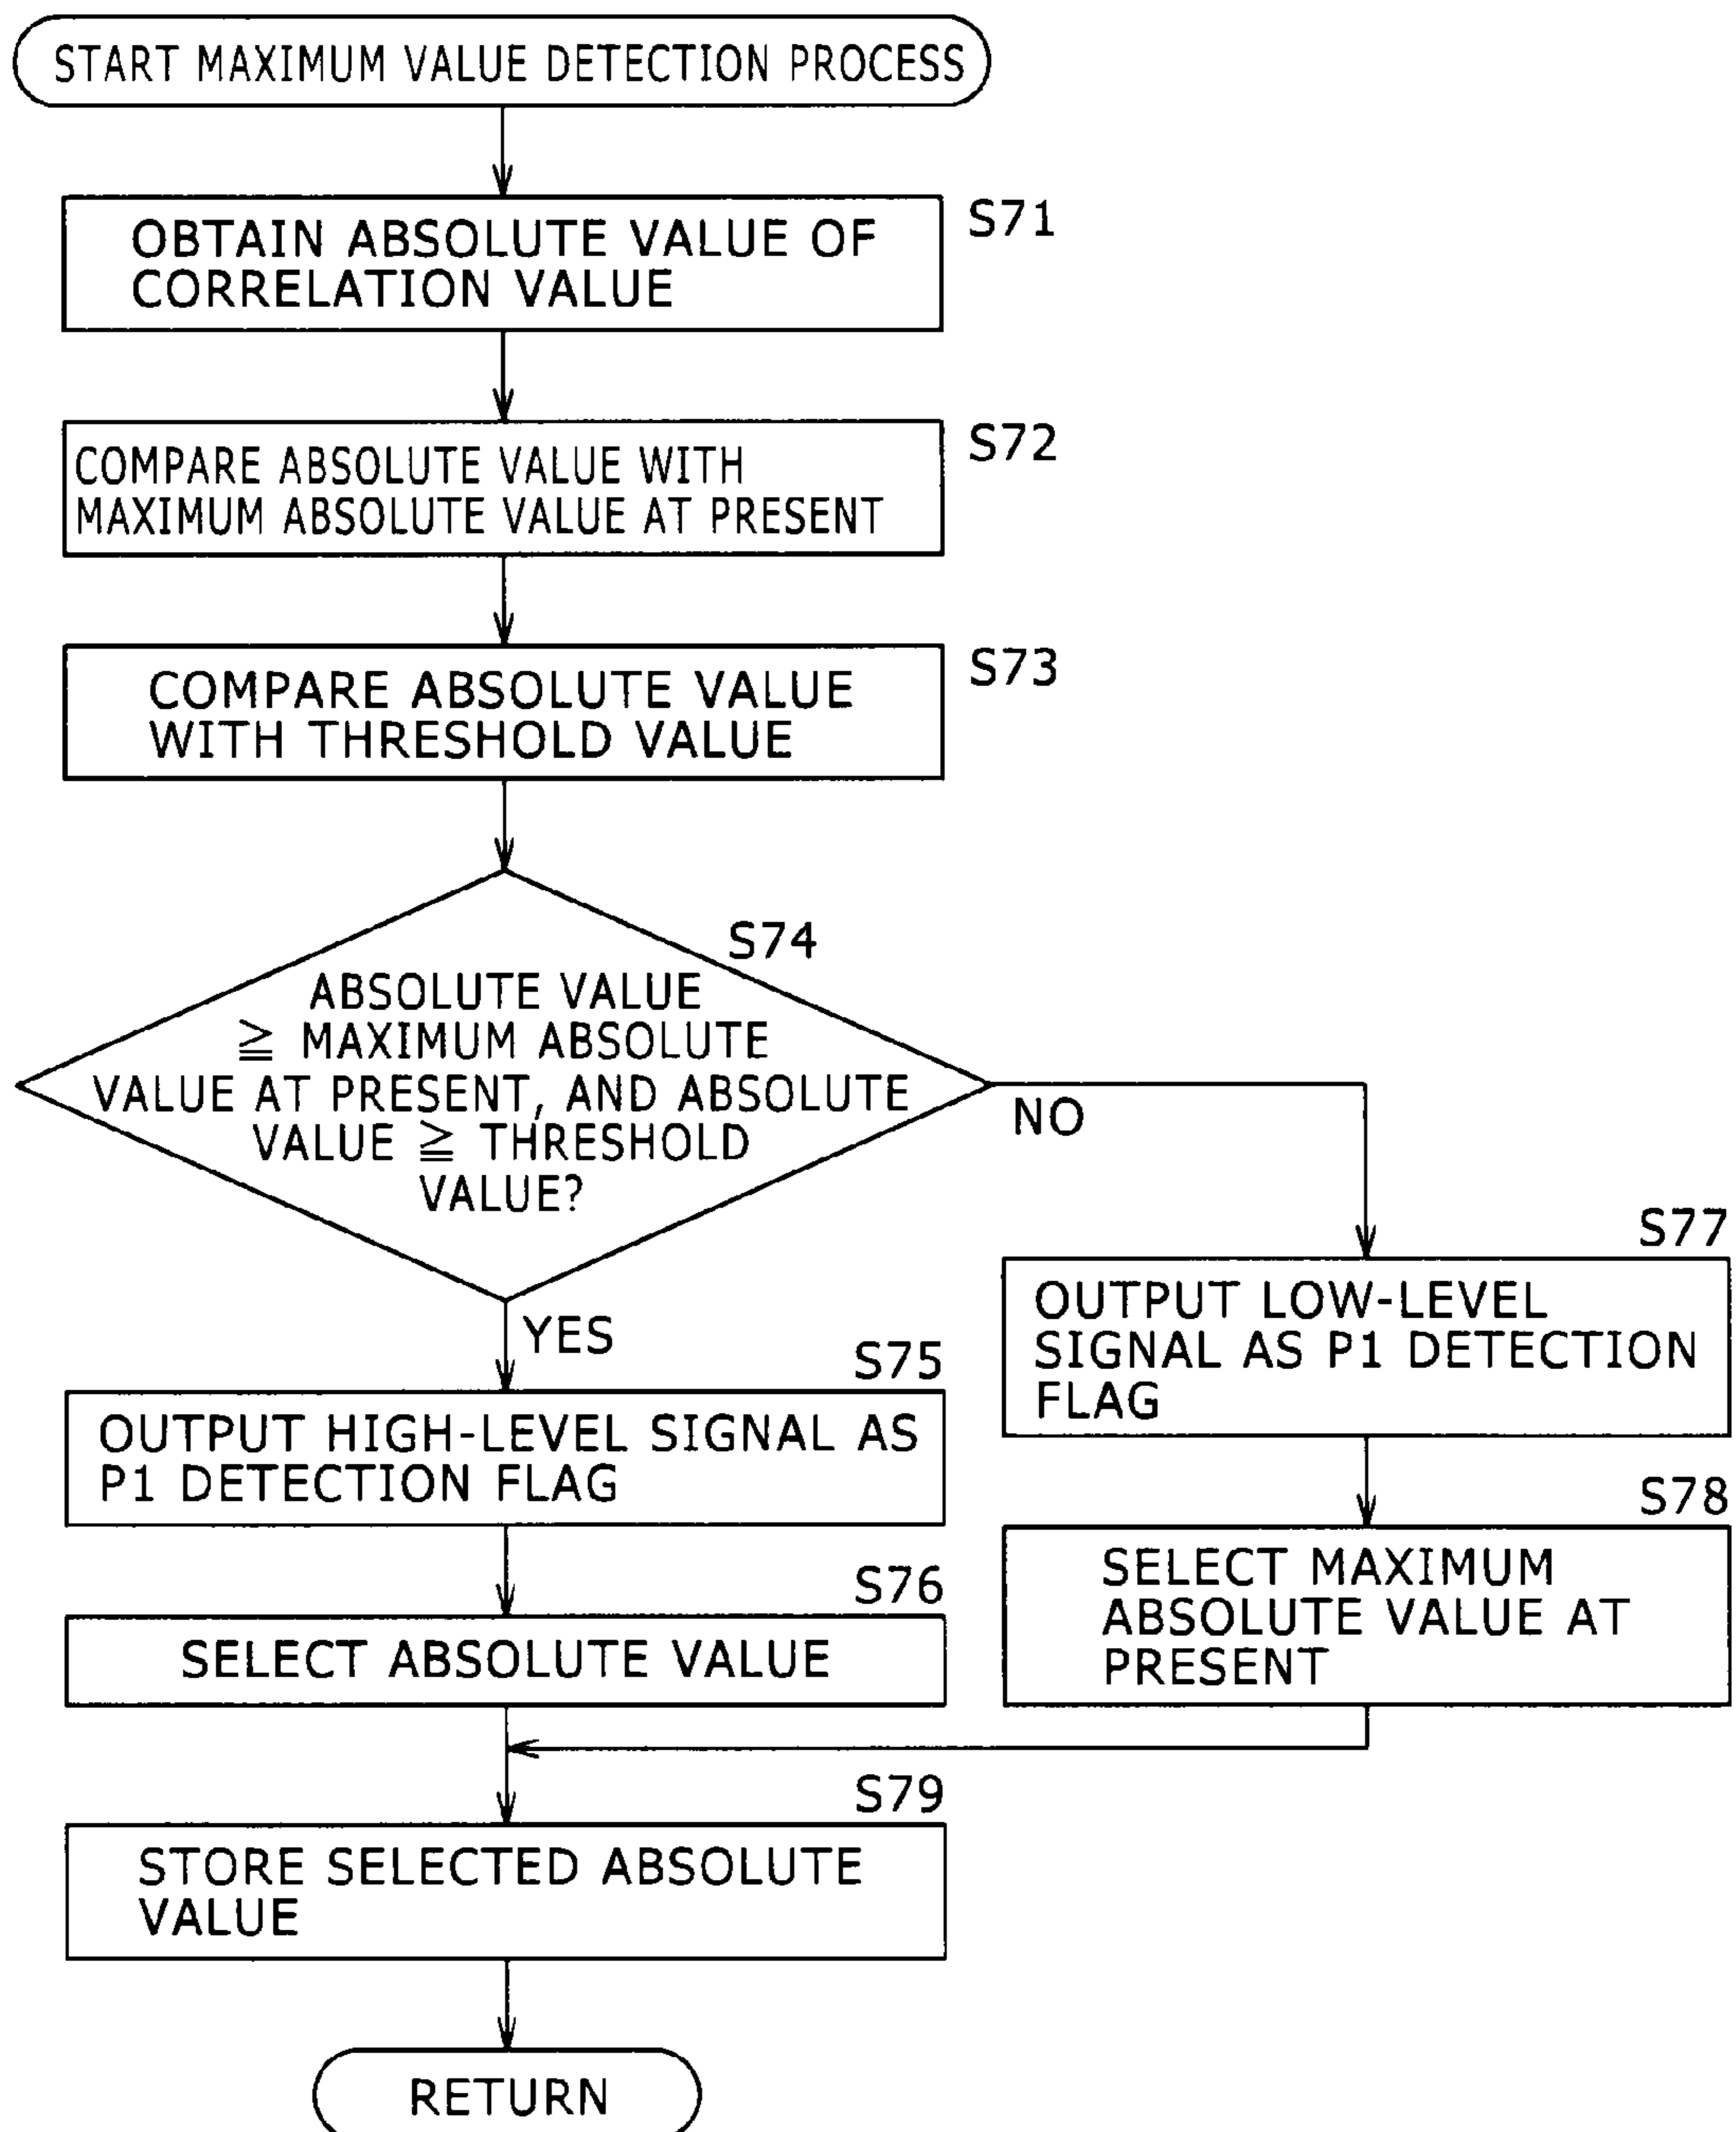 START MAXIMUM VALUE DETECTION PROCESS
S71
OBTAIN ABSOLUTE VALUE OF
CORRELATION VALUE
S72
COMPARE ABSOLUTE VALUE WITH
MAXIMUM ABSOLUTE VALUE AT PRESENT
S73
COMPARE ABSOLUTE VALUE
WITH THRESHOLD VALUE
S74
ABSOLUTE VALUE
≧ MAXIMUM ABSOLUTE
VALUE AT PRESENT, AND ABSOLUTE
VALUE ≧ THRESHOLD
VALUE?
NO
YES
S75
OUTPUT HIGH-LEVEL SIGNAL AS
P1 DETECTION FLAG
S76
SELECT ABSOLUTE VALUE
S77
OUTPUT LOW-LEVEL
SIGNAL AS P1 DETECTION
FLAG
S78
SELECT MAXIMUM
ABSOLUTE VALUE AT
PRESENT
S79
STORE SELECTED ABSOLUTE
VALUE
RETURN